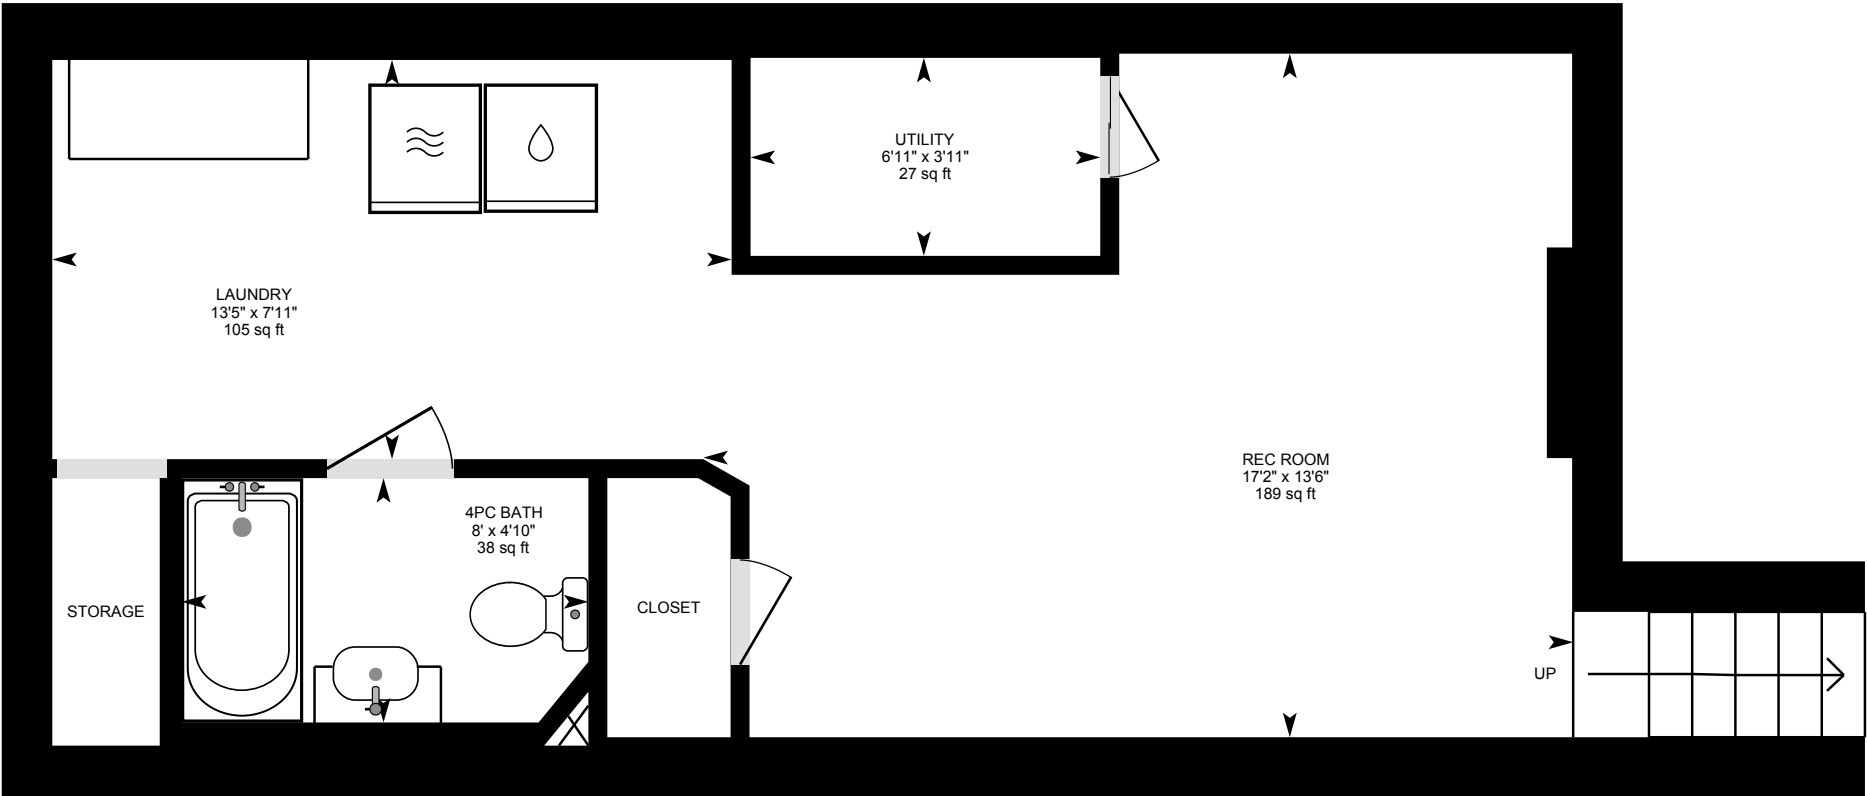 UTILITY
6'11" x 3'11"
27 sq ft
LAUNDRY
13'5" x 7'11"
105 sq ft
REC ROOM
17'2" x 13'6"
189 sq ft
4PC BATH
8' x 4'10"
38 sq ft
STORAGE
CLOSET
UP